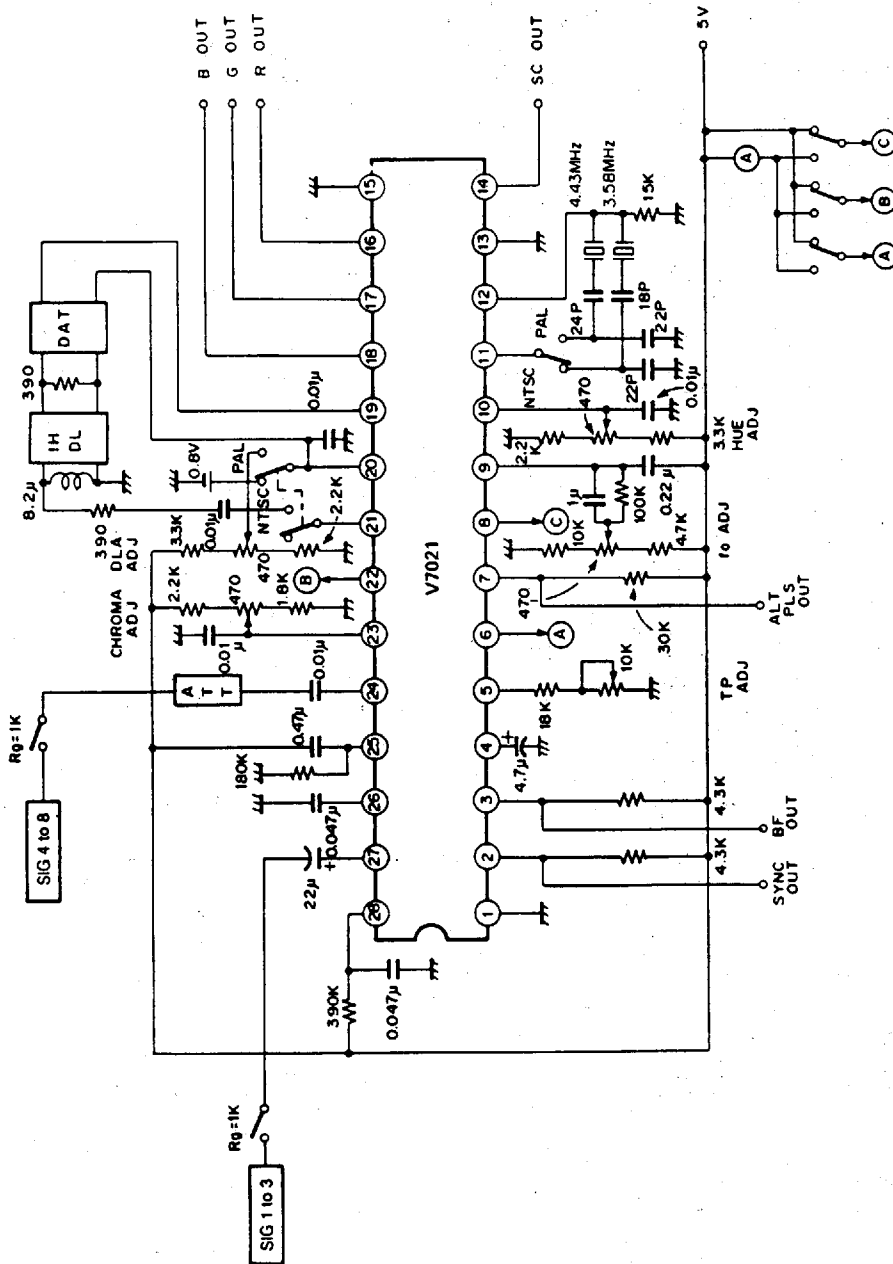 B OUT
G OUT
R OUT
SC OUT
5V
DAT
390
1H
DL
8.2μ
390
DLA
ADJ
3.3K
0.01μ
470
2.2K
NTSC
PAL
0.8V
0.01μ
CHROMA
ADJ
2.2K
470
1.8K
0.01
μ
A
T
T
0.01μ
Rg=1K
SIG 4 to 8
0.47μ
180K
0.047μ
22μ
+
390K
0.047μ
Rg=1K
SIG 1 to 3
28
27
26
25
24
23
22
21
20
19
18
17
16
15
B
V7021
1
2
3
4
5
6
7
8
9
10
11
12
13
14
4.3K
SYNC
OUT
4.3K
BF
OUT
4.7μ
+
18K
10K
TP
ADJ
A
470
30K
ALT
PLS
OUT
C
10K
4.7K
fo ADJ
1μ
100K
0.22μ
2.2
K
470
3.3K
HUE
ADJ
0.01μ
NTSC
PAL
22P
22P
24P
18P
4.43MHz
3.58MHz
15K
A
A
B
C